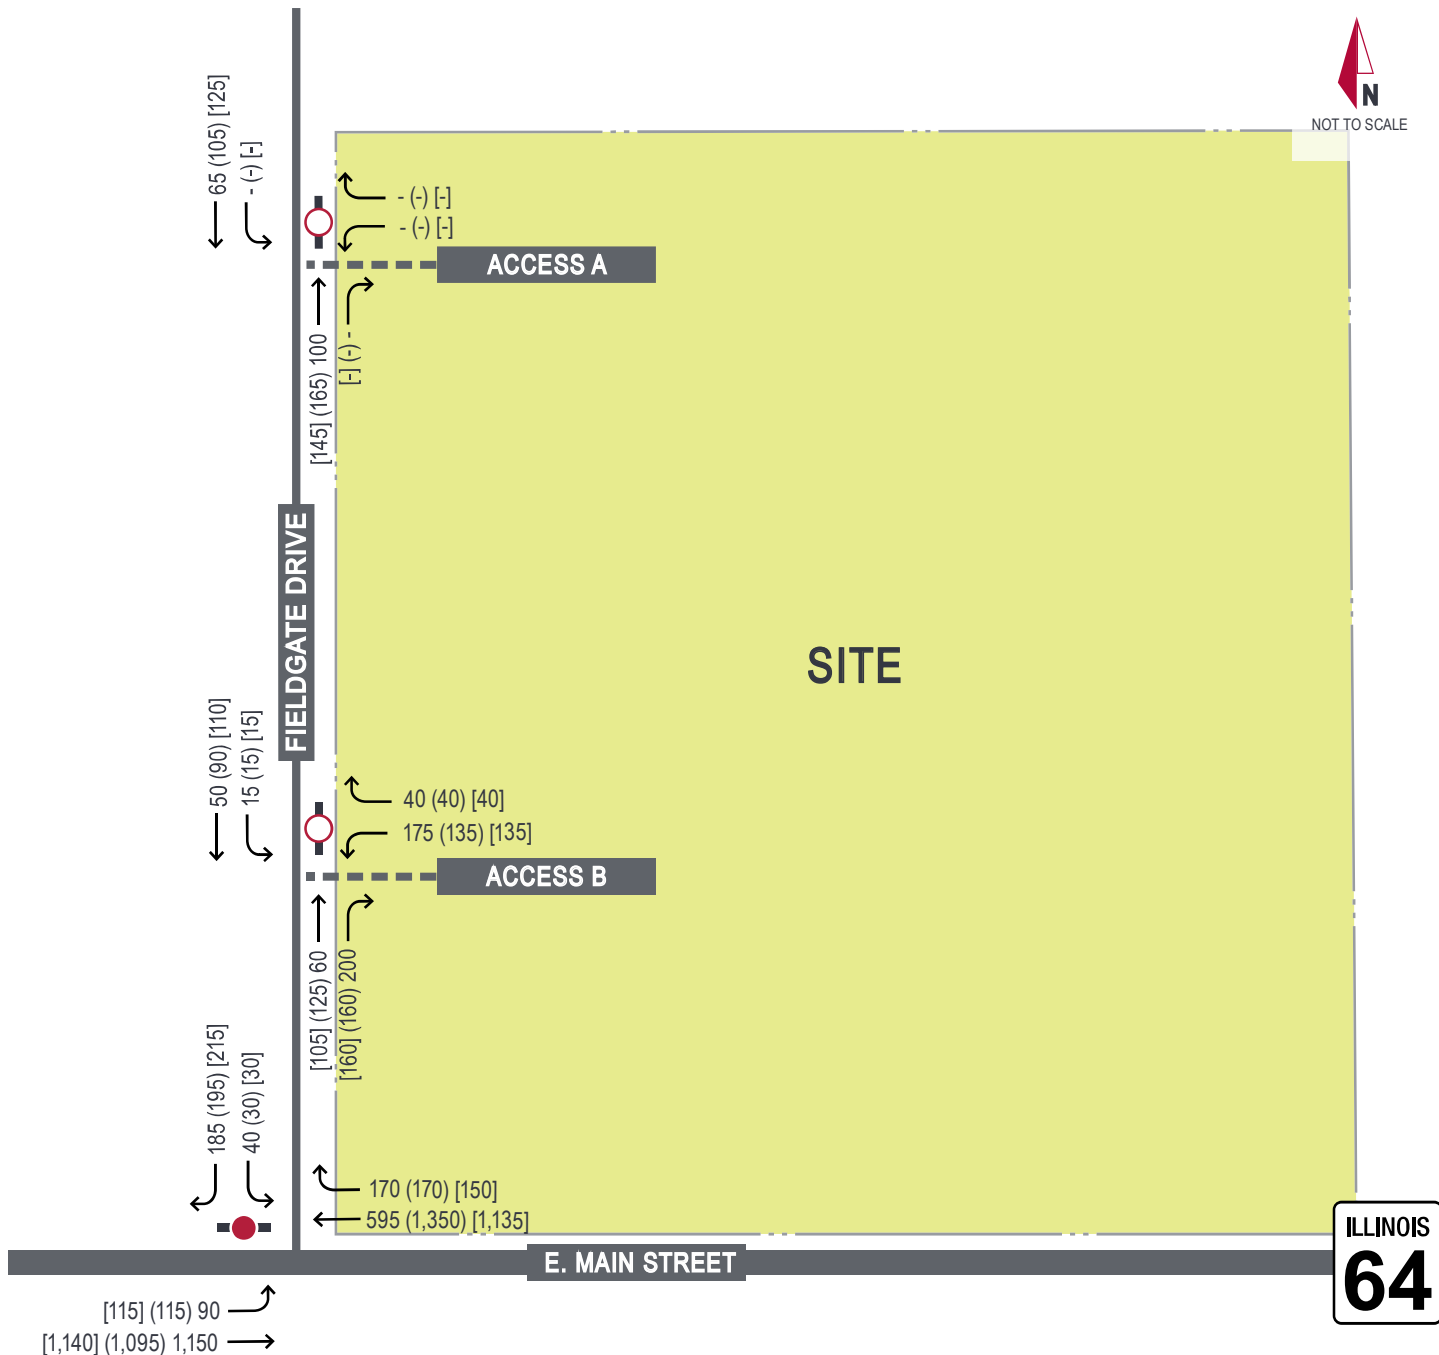 N
NOT TO SCALE
65 (105) [125]
- (-) [-]
- (-) [-]
- (-) [-]
ACCESS A
[145] (165) 100
[-] (-) -
FIELDGATE DRIVE
SITE
50 (90) [110]
15 (15) [15]
40 (40) [40]
175 (135) [135]
ACCESS B
[105] (125) 60
[160] (160) 200
185 (195) [215]
40 (30) [30]
170 (170) [150]
595 (1,350) [1,135]
E. MAIN STREET
ILLINOIS
64
[115] (115) 90
[1,140] (1,095) 1,150